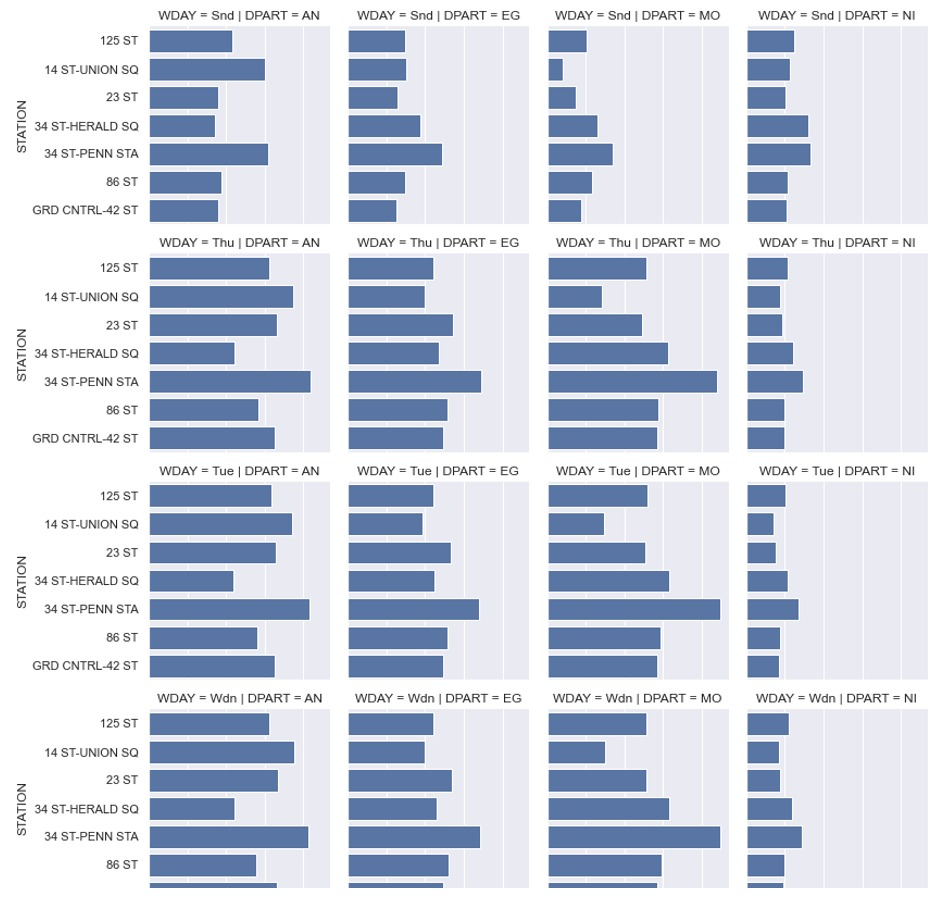 WDAY = Snd | DPART = AN
WDAY = Snd | DPART = EG
WDAY = Snd | DPART = MO
WDAY = Snd | DPART = NI
STATION
125 ST
14 ST-UNION SQ
23 ST
34 ST-HERALD SQ
34 ST-PENN STA
86 ST
GRD CNTRL-42 ST
WDAY = Thu | DPART = AN
WDAY = Thu | DPART = EG
WDAY = Thu | DPART = MO
WDAY = Thu | DPART = NI
STATION
125 ST
14 ST-UNION SQ
23 ST
34 ST-HERALD SQ
34 ST-PENN STA
86 ST
GRD CNTRL-42 ST
WDAY = Tue | DPART = AN
WDAY = Tue | DPART = EG
WDAY = Tue | DPART = MO
WDAY = Tue | DPART = NI
STATION
125 ST
14 ST-UNION SQ
23 ST
34 ST-HERALD SQ
34 ST-PENN STA
86 ST
GRD CNTRL-42 ST
WDAY = Wdn | DPART = AN
WDAY = Wdn | DPART = EG
WDAY = Wdn | DPART = MO
WDAY = Wdn | DPART = NI
STATION
125 ST
14 ST-UNION SQ
23 ST
34 ST-HERALD SQ
34 ST-PENN STA
86 ST